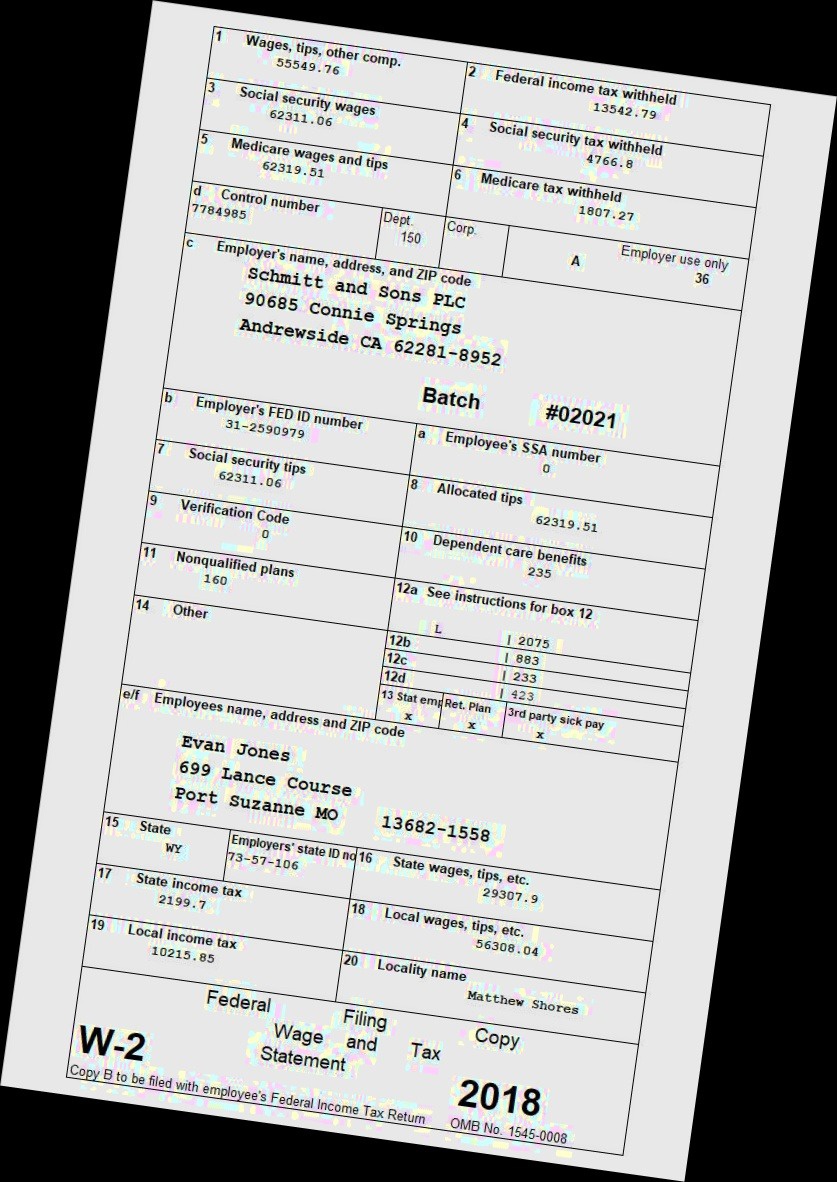 1 Wages, tips, other comp.
55549.76
2 Federal income tax withheld
13542.79
3 Social security wages
62311.06
4 Social security tax withheld
4766.8
5 Medicare wages and tips
62319.51
6 Medicare tax withheld
1807.27
d Control number
7784985
Dept.
150
Corp.
A
Employer use only
36
c Employer's name, address, and ZIP code
Schmitt and Sons PLC
90685 Connie Springs
Andrewside CA 62281-8952
Batch #02021
b Employer's FED ID number
31-2590979
a Employee's SSA number
0
7 Social security tips
62311.06
8 Allocated tips
62319.51
9 Verification Code
0
10 Dependent care benefits
235
11 Nonqualified plans
160
12a See instructions for box 12
L | 2075
12b | 883
12c | 233
12d | 423
14 Other
13 Stat emp
x
Ret. Plan
x
3rd party sick pay
x
e/f Employees name, address and ZIP code
Evan Jones
699 Lance Course
Port Suzanne MO 13682-1558
15 State
WY
Employers' state ID no
73-57-106
16 State wages, tips, etc.
29307.9
17 State income tax
2199.7
18 Local wages, tips, etc.
56308.04
19 Local income tax
10215.85
20 Locality name
Matthew Shores
Federal Filing Copy
W-2 Wage and Tax
Statement
2018
Copy B to be filed with employee's Federal Income Tax Return
OMB No. 1545-0008